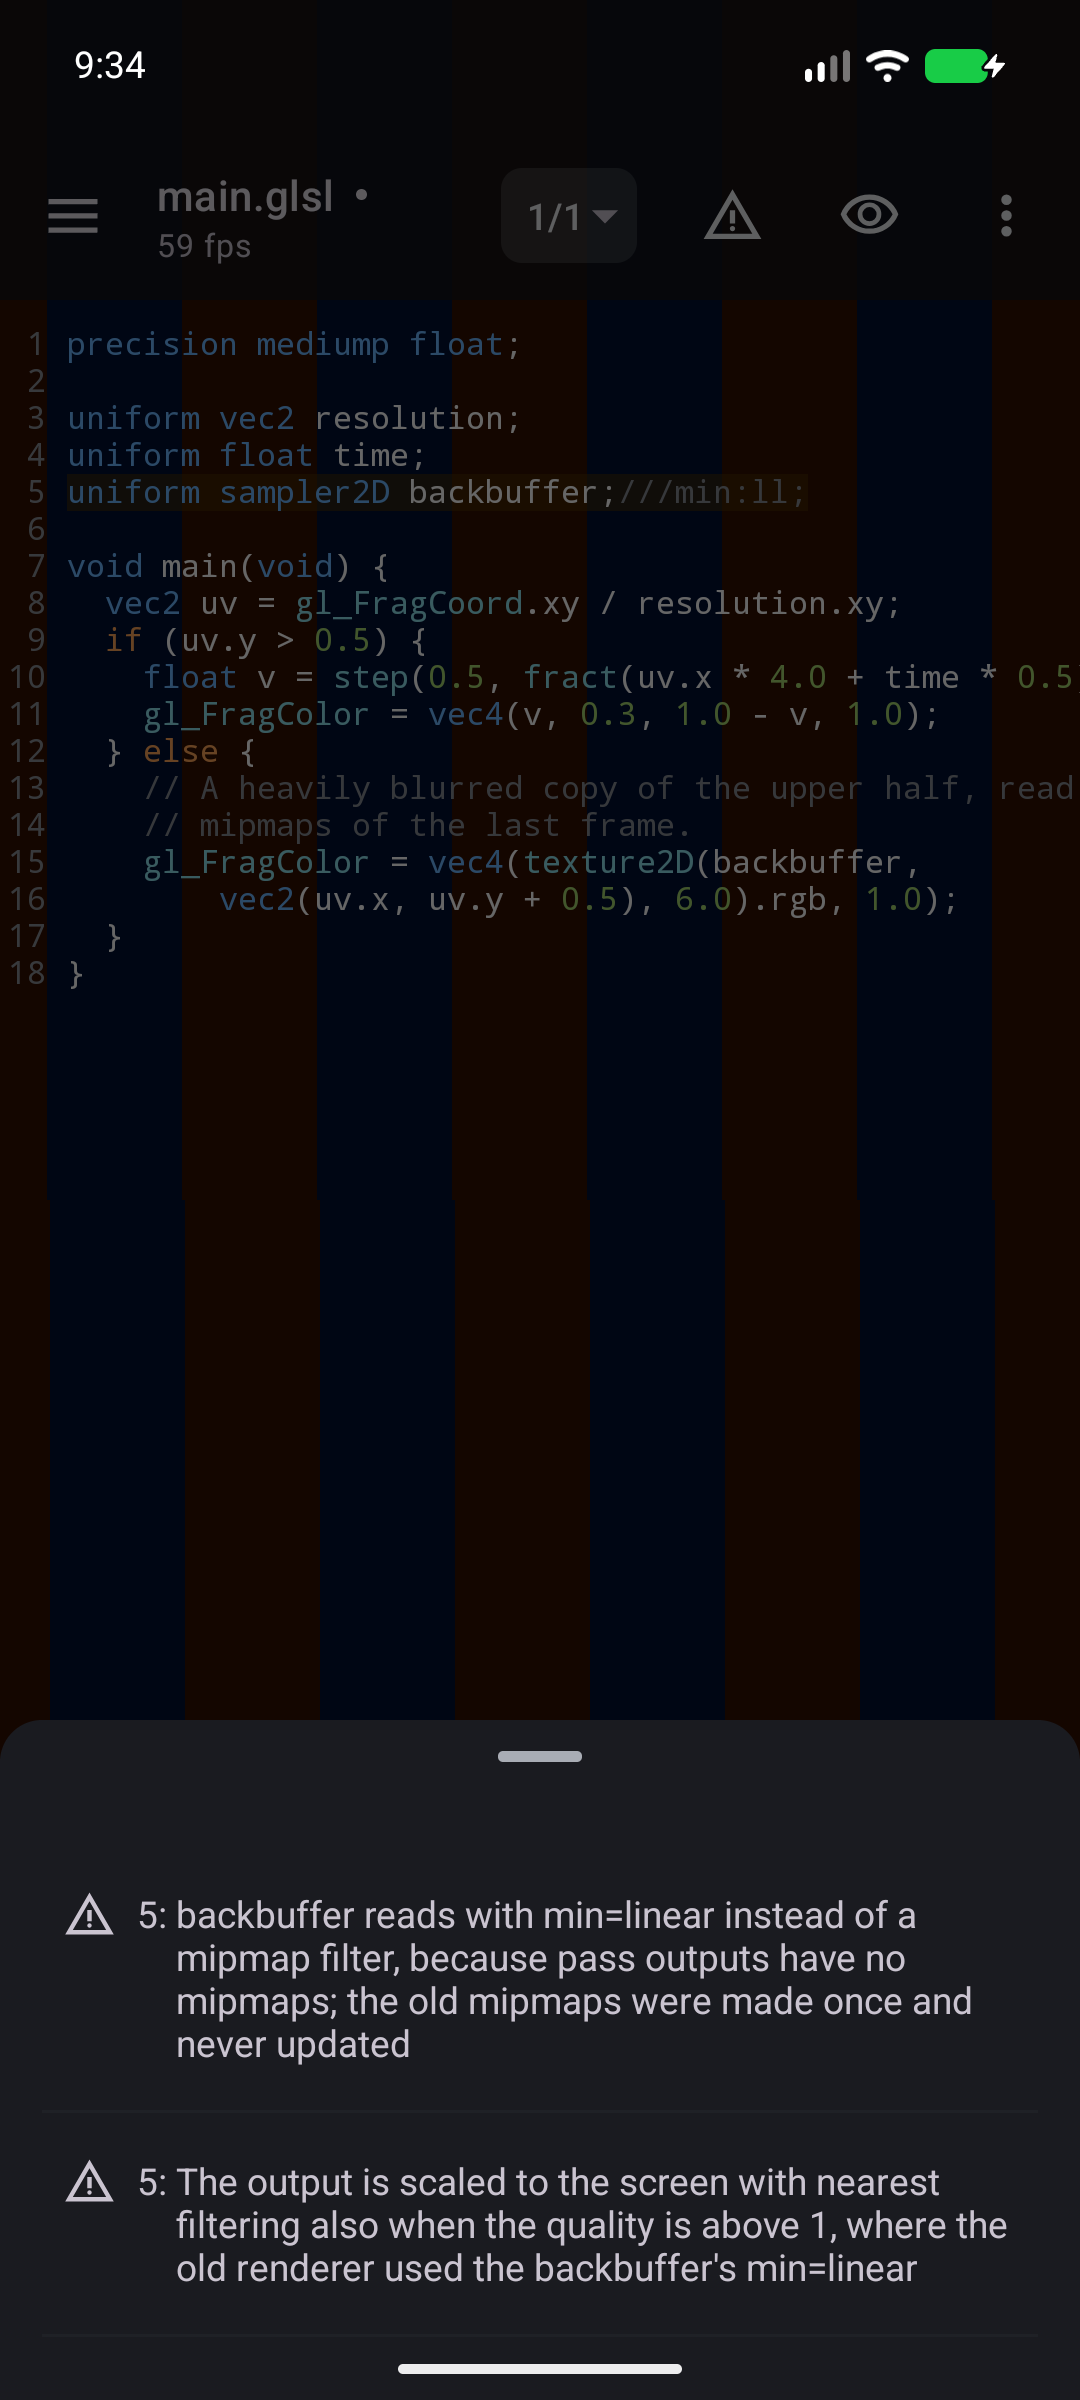 9:34
main.glsl •
59 fps
1/1
1 precision mediump float;
2
3 uniform vec2 resolution;
4 uniform float time;
5 uniform sampler2D backbuffer;///min:ll;
6
7 void main(void) {
8   vec2 uv = gl_FragCoord.xy / resolution.xy;
9   if (uv.y > 0.5) {
10     float v = step(0.5, fract(uv.x * 4.0 + time * 0.5
11     gl_FragColor = vec4(v, 0.3, 1.0 - v, 1.0);
12   } else {
13     // A heavily blurred copy of the upper half, read
14     // mipmaps of the last frame.
15     gl_FragColor = vec4(texture2D(backbuffer,
16         vec2(uv.x, uv.y + 0.5), 6.0).rgb, 1.0);
17   }
18 }
5: backbuffer reads with min=linear instead of a
mipmap filter, because pass outputs have no
mipmaps; the old mipmaps were made once and
never updated
5: The output is scaled to the screen with nearest
filtering also when the quality is above 1, where the
old renderer used the backbuffer's min=linear